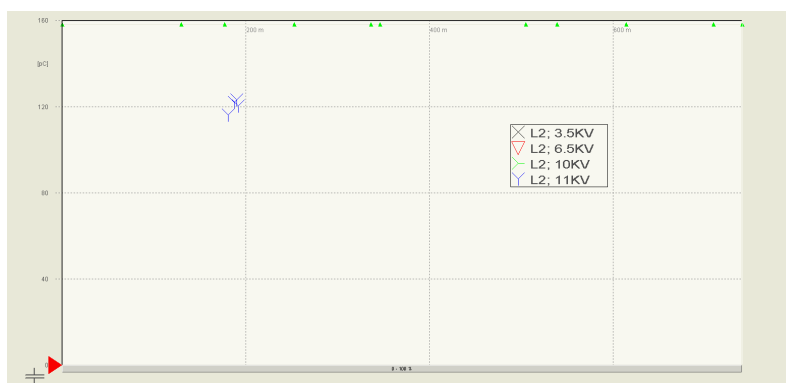 160
200 m
400 m
600 m
[pC]
120
L2; 3.5KV
L2; 6.5KV
L2; 10KV
L2; 11KV
80
40
0
0 - 100 %